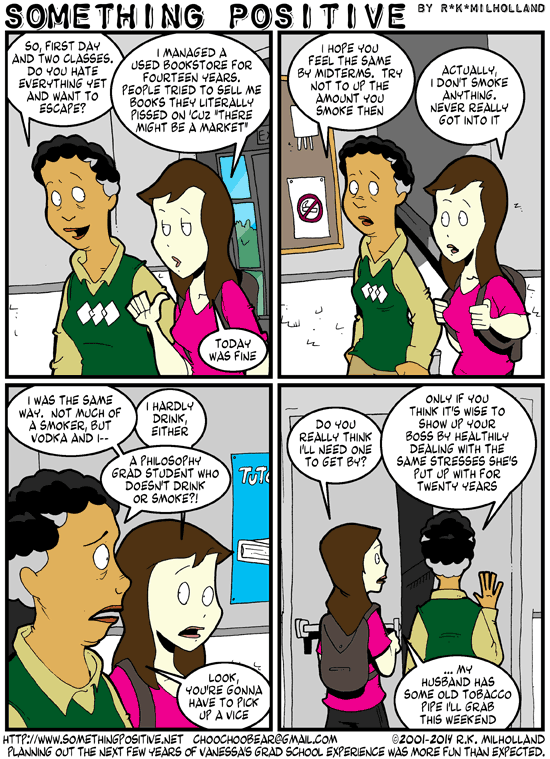 SOMETHING POSITIVE BY R*K*MILHOLLAND
SO, FIRST DAY
AND TWO CLASSES.
DO YOU HATE
EVERYTHING YET
AND WANT TO
ESCAPE?
I MANAGED A
USED BOOKSTORE FOR
FOURTEEN YEARS.
PEOPLE TRIED TO SELL ME
BOOKS THEY LITERALLY
PISSED ON 'CUZ "THERE
MIGHT BE A MARKET"
TODAY
WAS FINE
I HOPE YOU
FEEL THE SAME
BY MIDTERMS. TRY
NOT TO UP THE
AMOUNT YOU
SMOKE THEN
ACTUALLY,
I DON'T SMOKE
ANYTHING.
NEVER REALLY
GOT INTO IT
I WAS THE SAME
WAY. NOT MUCH OF
A SMOKER, BUT
VODKA AND I--
I HARDLY
DRINK,
EITHER
A PHILOSOPHY
GRAD STUDENT WHO
DOESN'T DRINK
OR SMOKE?!
TUTO
LOOK,
YOU'RE GONNA
HAVE TO PICK
UP A VICE
DO YOU
REALLY THINK
I'LL NEED ONE
TO GET BY?
ONLY IF YOU
THINK IT'S WISE TO
SHOW UP YOUR
BOSS BY HEALTHILY
DEALING WITH THE
SAME STRESSES SHE'S
PUT UP WITH FOR
TWENTY YEARS
... MY
HUSBAND HAS
SOME OLD TOBACCO
PIPE I'LL GRAB
THIS WEEKEND
HTTP://WWW.SOMETHINGPOSITIVE.NET CHOOCHOOBEAR@GMAIL.COM ©2001-2014 R.K. MILHOLLAND
PLANNING OUT THE NEXT FEW YEARS OF VANESSA'S GRAD SCHOOL EXPERIENCE WAS MORE FUN THAN EXPECTED.